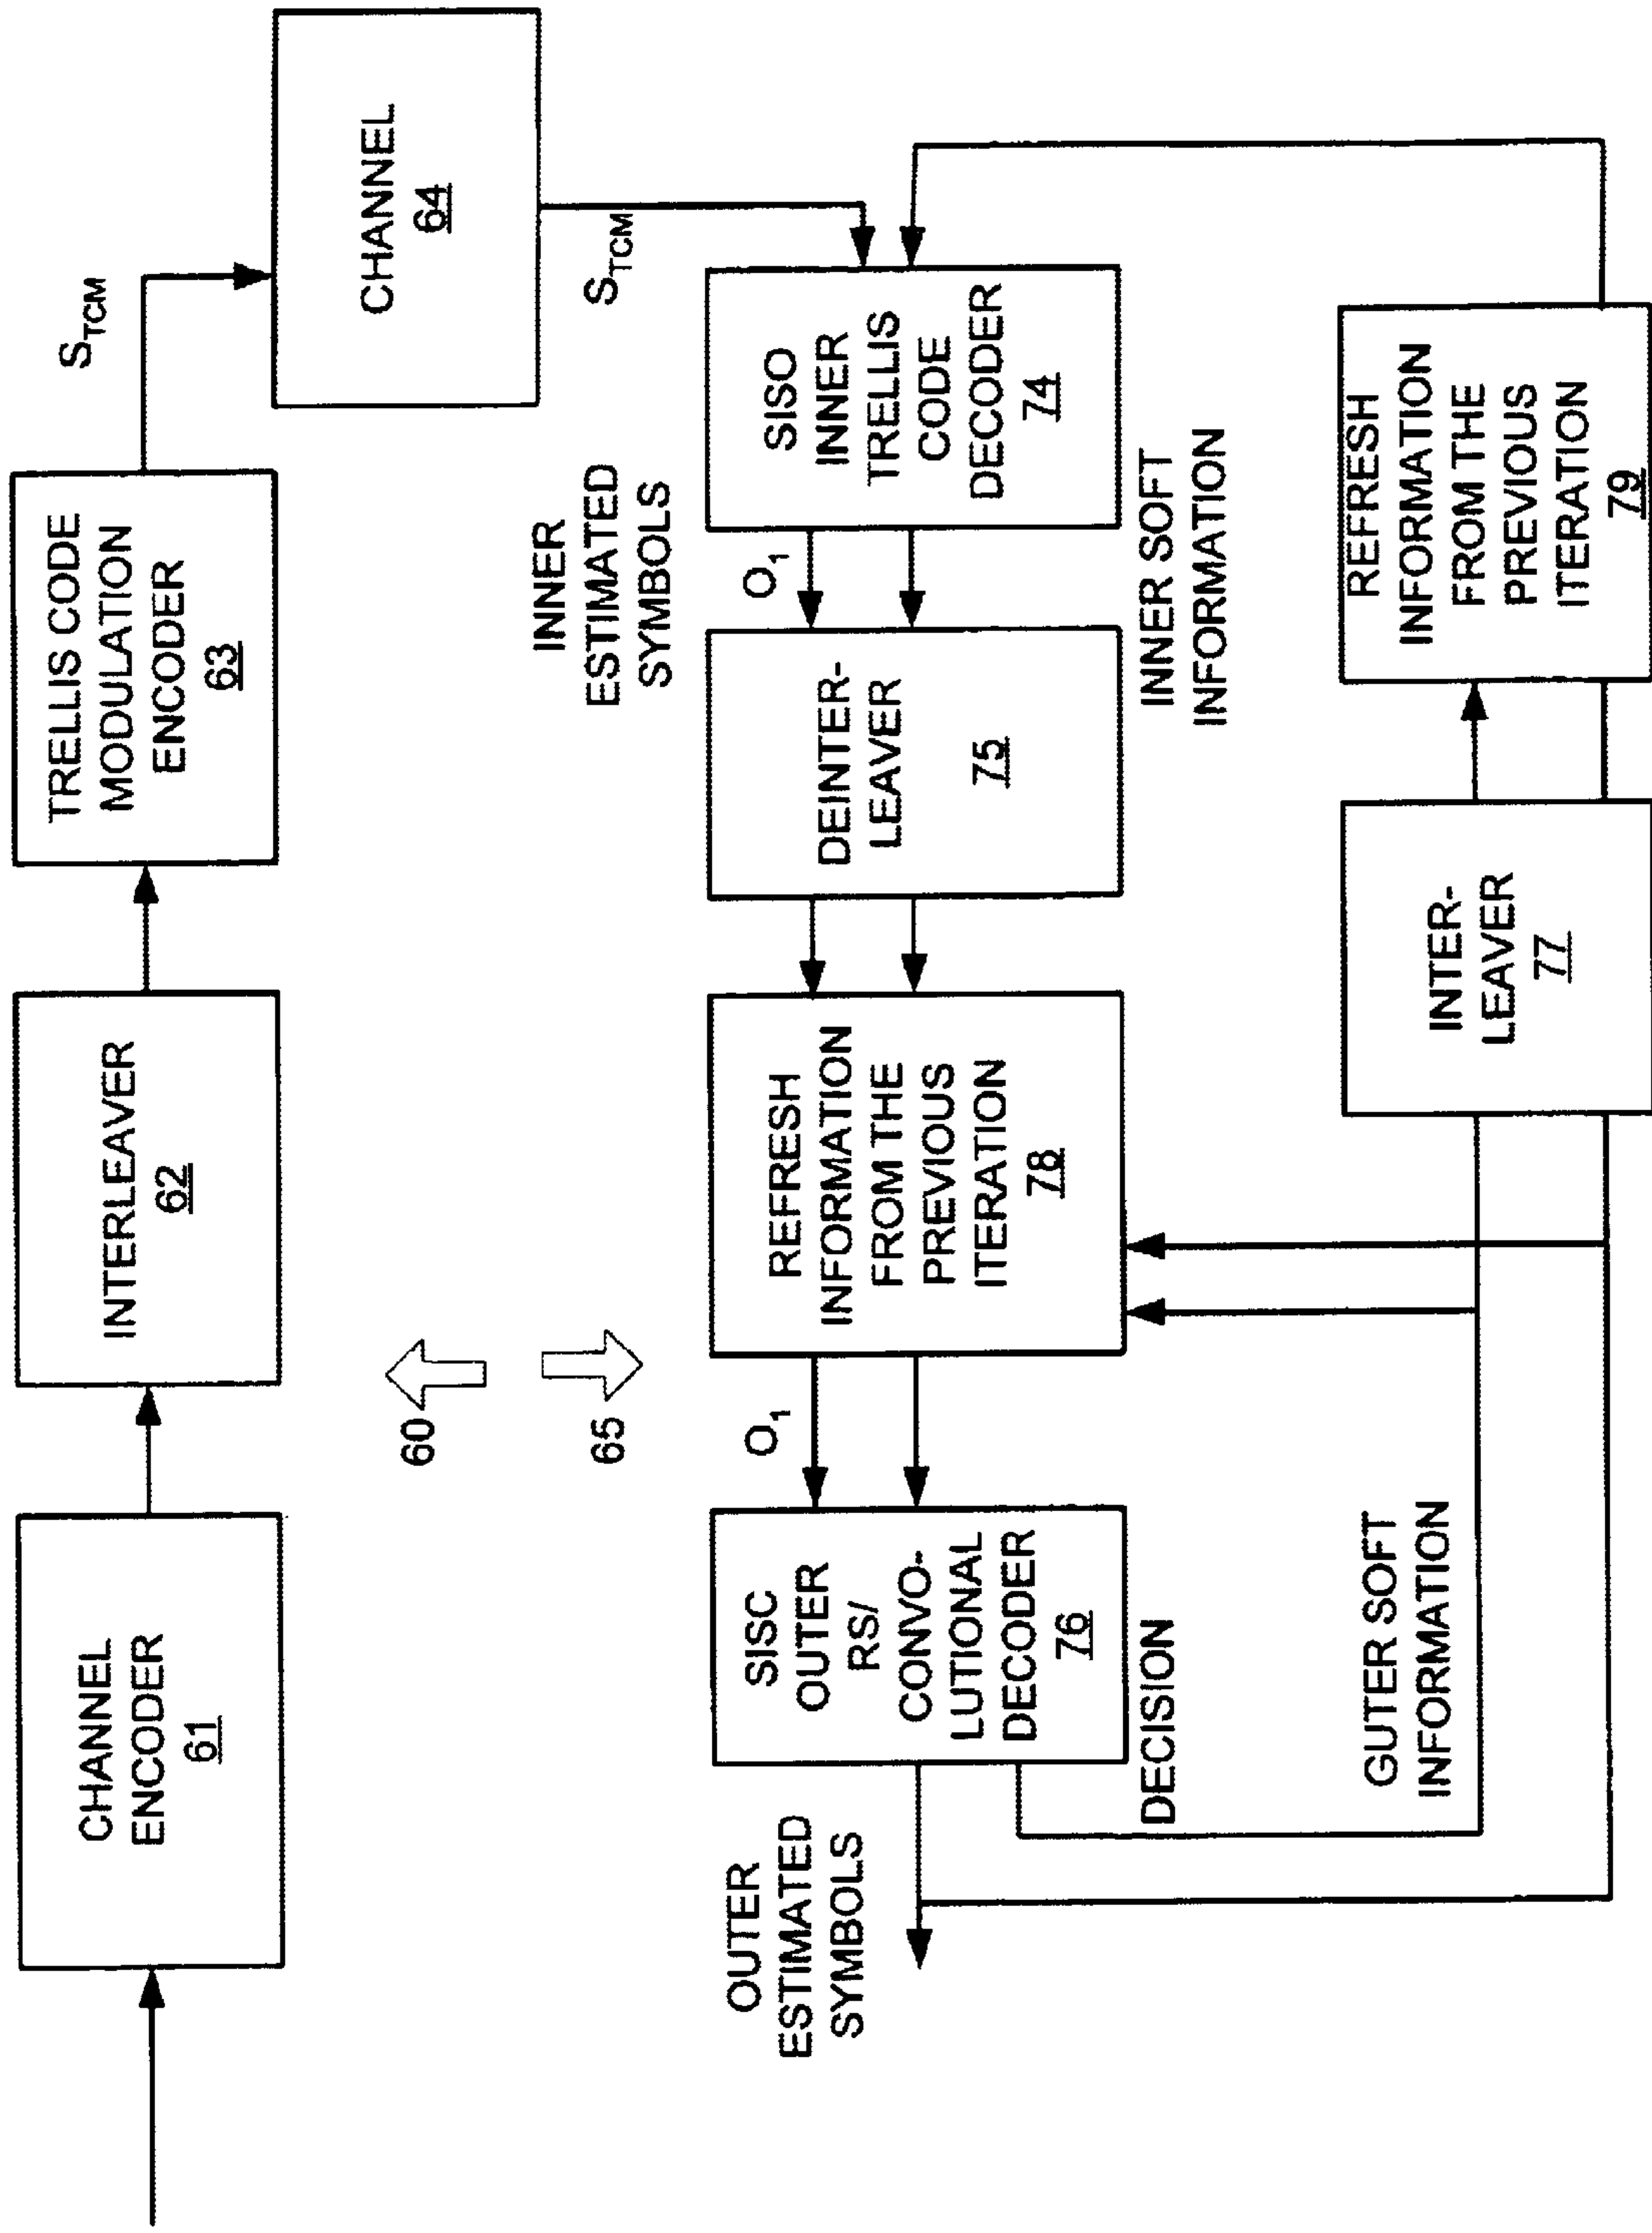 CHANNEL
ENCODER
61
INTERLEAVER
62
TRELLIS CODE
MODULATION
ENCODER
63
STCM
CHANNEL
64
60
65
STCM
INNER
ESTIMATED
SYMBOLS
OUTER
ESTIMATED
SYMBOLS
SISC
OUTER
RS/
CONVO-
LUTIONAL
DECODER
76
O1
REFRESH
INFORMATION
FROM THE
PREVIOUS
ITERATION
78
DEINTER-
LEAVER
75
O1
SISO
INNER
TRELLIS
CODE
DECODER
74
DECISION
INNER SOFT
INFORMATION
GUTER SOFT
INFORMATION
INTER-
LEAVER
77
REFRESH
INFORMATION
FROM THE
PREVIOUS
ITERATION
79